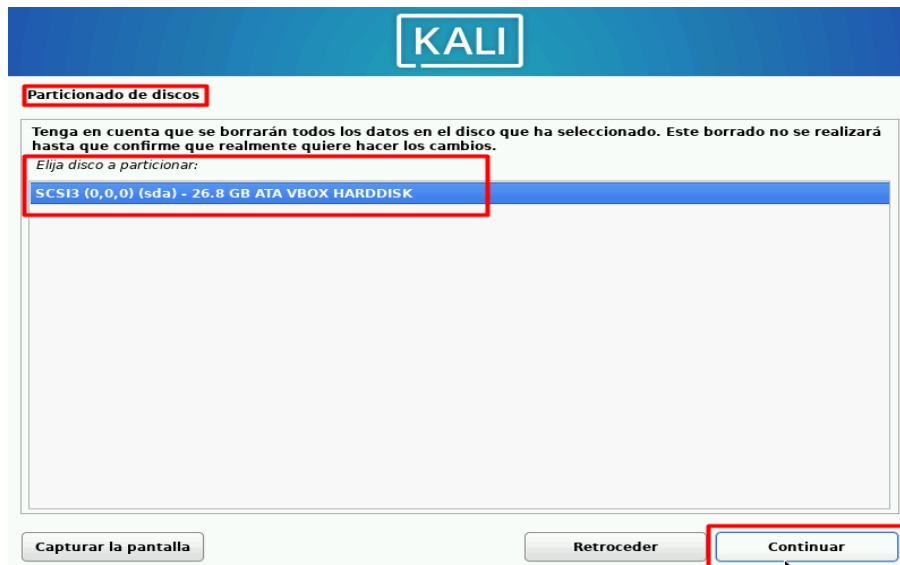 KALI
Particionado de discos
Tenga en cuenta que se borrarán todos los datos en el disco que ha seleccionado. Este borrado no se realizará
hasta que confirme que realmente quiere hacer los cambios.
Elija disco a particionar:
SCSI3 (0,0,0) (sda) - 26.8 GB ATA VBOX HARDDISK
Capturar la pantalla
Retroceder
Continuar